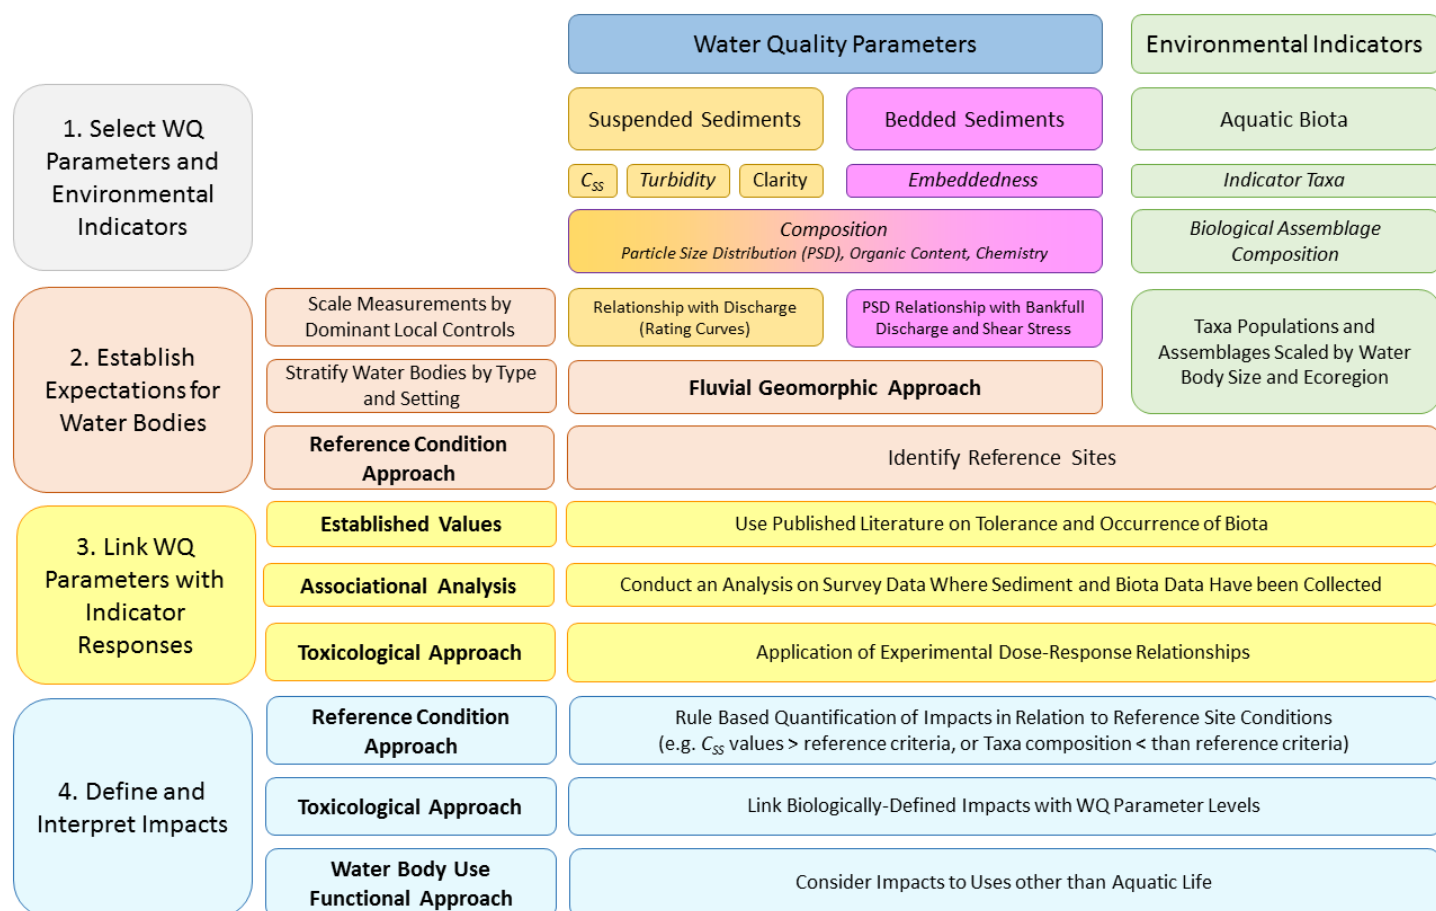 Water Quality Parameters
Environmental Indicators
1. Select WQ
Parameters and
Environmental
Indicators
Suspended Sediments
Bedded Sediments
Aquatic Biota
CSS
Turbidity
Clarity
Embeddedness
Indicator Taxa
Composition
Particle Size Distribution (PSD), Organic Content, Chemistry
Biological Assemblage
Composition
2. Establish
Expectations for
Water Bodies
Scale Measurements by
Dominant Local Controls
Relationship with Discharge
(Rating Curves)
PSD Relationship with Bankfull
Discharge and Shear Stress
Taxa Populations and
Assemblages Scaled by Water
Body Size and Ecoregion
Stratify Water Bodies by Type
and Setting
Fluvial Geomorphic Approach
Reference Condition
Approach
Identify Reference Sites
3. Link WQ
Parameters with
Indicator
Responses
Established Values
Use Published Literature on Tolerance and Occurrence of Biota
Associational Analysis
Conduct an Analysis on Survey Data Where Sediment and Biota Data Have been Collected
Toxicological Approach
Application of Experimental Dose-Response Relationships
4. Define and
Interpret Impacts
Reference Condition
Approach
Rule Based Quantification of Impacts in Relation to Reference Site Conditions
(e.g. CSS values > reference criteria, or Taxa composition < than reference criteria)
Toxicological Approach
Link Biologically-Defined Impacts with WQ Parameter Levels
Water Body Use
Functional Approach
Consider Impacts to Uses other than Aquatic Life